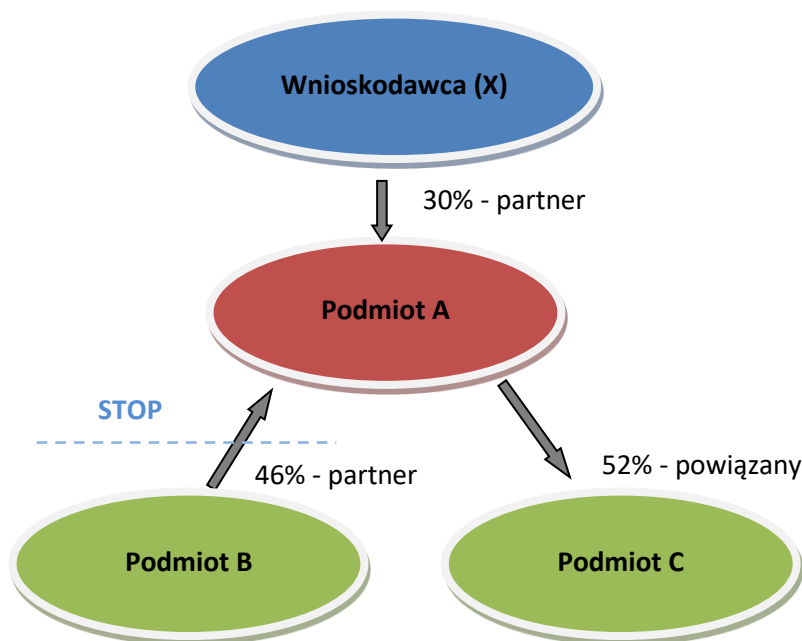 Wnioskodawca (X)
30% - partner
Podmiot A
STOP
46% - partner
52% - powiązany
Podmiot B
Podmiot C